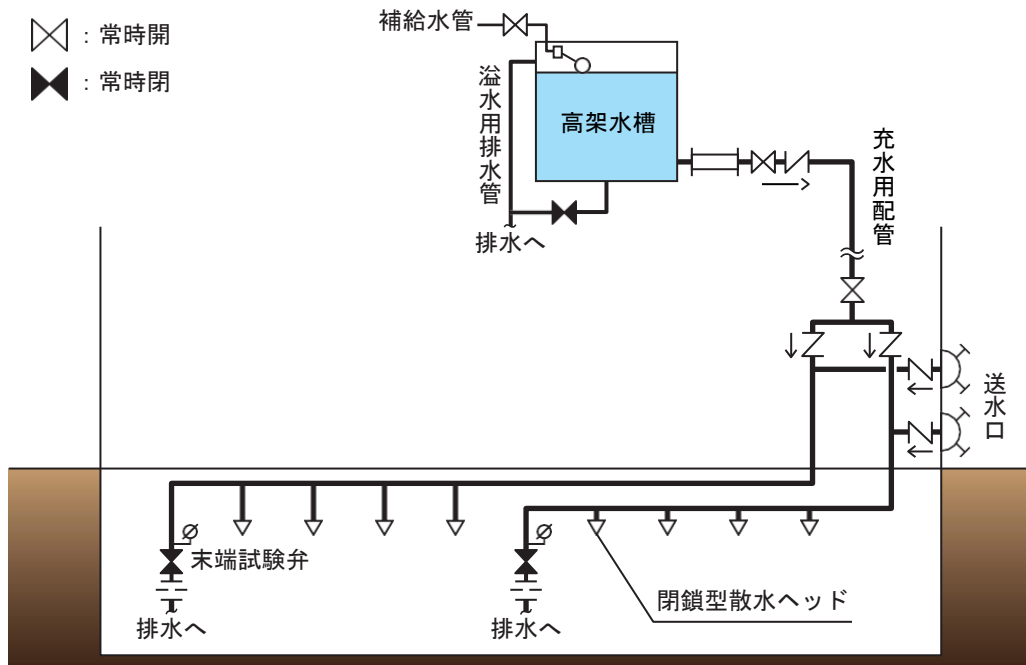 ：常時開
：常時閉
補給水管
溢水用排水管
高架水槽
充水用配管
排水へ
送水口
末端試験弁
閉鎖型散水ヘッド
排水へ
排水へ